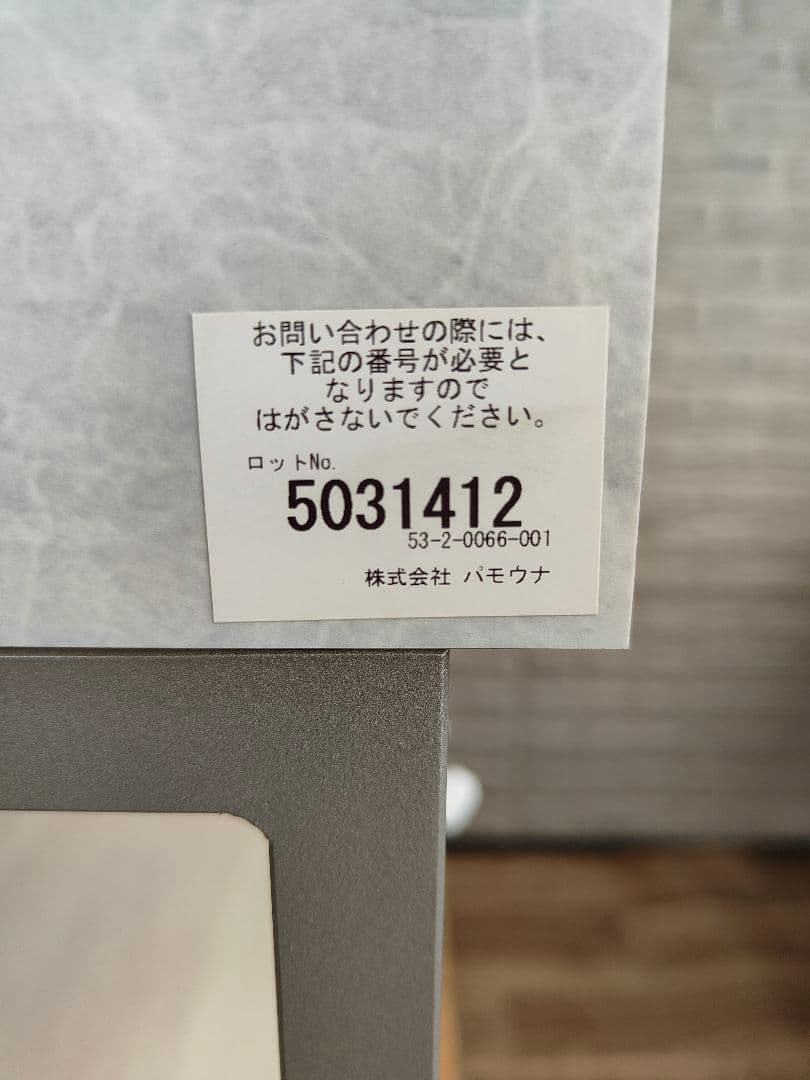 お問い合わせの際には、
下記の番号が必要と
なりますので
はがさないでください。
ロットNo.
5031412
53-2-0066-001
株式会社 パモウナ